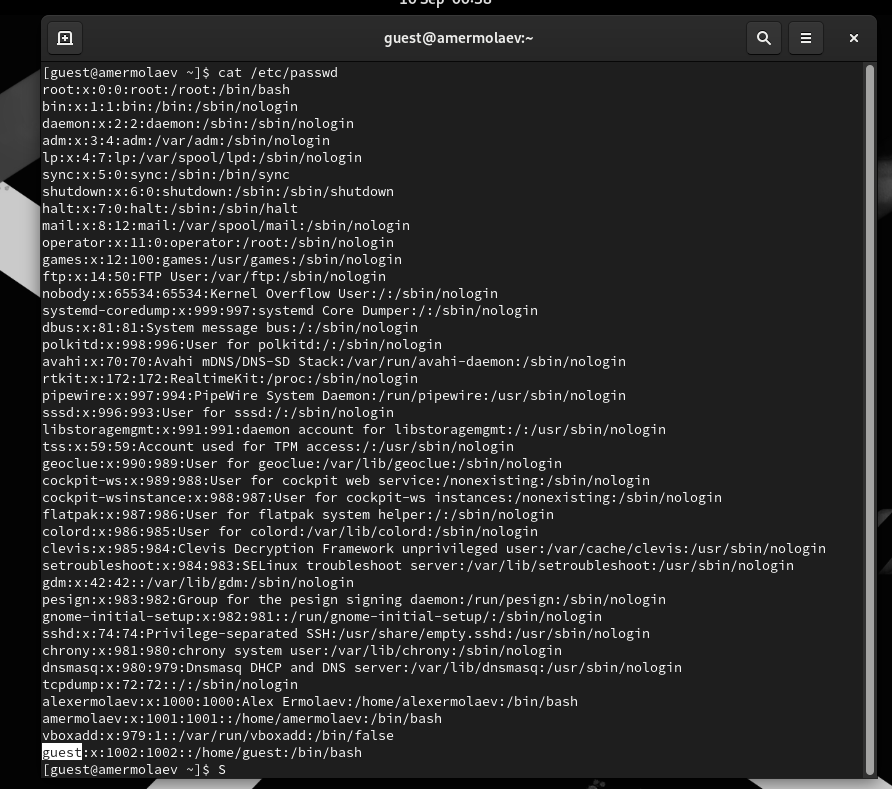 16 Sep 00:38
guest@amermolaev:~
[guest@amermolaev ~]$ cat /etc/passwd
root:x:0:0:root:/root:/bin/bash
bin:x:1:1:bin:/bin:/sbin/nologin
daemon:x:2:2:daemon:/sbin:/sbin/nologin
adm:x:3:4:adm:/var/adm:/sbin/nologin
lp:x:4:7:lp:/var/spool/lpd:/sbin/nologin
sync:x:5:0:sync:/sbin:/bin/sync
shutdown:x:6:0:shutdown:/sbin:/sbin/shutdown
halt:x:7:0:halt:/sbin:/sbin/halt
mail:x:8:12:mail:/var/spool/mail:/sbin/nologin
operator:x:11:0:operator:/root:/sbin/nologin
games:x:12:100:games:/usr/games:/sbin/nologin
ftp:x:14:50:FTP User:/var/ftp:/sbin/nologin
nobody:x:65534:65534:Kernel Overflow User:/:/sbin/nologin
systemd-coredump:x:999:997:systemd Core Dumper:/:/sbin/nologin
dbus:x:81:81:System message bus:/:/sbin/nologin
polkitd:x:998:996:User for polkitd:/:/sbin/nologin
avahi:x:70:70:Avahi mDNS/DNS-SD Stack:/var/run/avahi-daemon:/sbin/nologin
rtkit:x:172:172:RealtimeKit:/proc:/sbin/nologin
pipewire:x:997:994:PipeWire System Daemon:/run/pipewire:/usr/sbin/nologin
sssd:x:996:993:User for sssd:/:/sbin/nologin
libstoragemgmt:x:991:991:daemon account for libstoragemgmt:/:/usr/sbin/nologin
tss:x:59:59:Account used for TPM access:/:/usr/sbin/nologin
geoclue:x:990:989:User for geoclue:/var/lib/geoclue:/sbin/nologin
cockpit-ws:x:989:988:User for cockpit web service:/nonexisting:/sbin/nologin
cockpit-wsinstance:x:988:987:User for cockpit-ws instances:/nonexisting:/sbin/nologin
flatpak:x:987:986:User for flatpak system helper:/:/sbin/nologin
colord:x:986:985:User for colord:/var/lib/colord:/sbin/nologin
clevis:x:985:984:Clevis Decryption Framework unprivileged user:/var/cache/clevis:/usr/sbin/nologin
setroubleshoot:x:984:983:SELinux troubleshoot server:/var/lib/setroubleshoot:/usr/sbin/nologin
gdm:x:42:42::/var/lib/gdm:/sbin/nologin
pesign:x:983:982:Group for the pesign signing daemon:/run/pesign:/sbin/nologin
gnome-initial-setup:x:982:981::/run/gnome-initial-setup/:/sbin/nologin
sshd:x:74:74:Privilege-separated SSH:/usr/share/empty.sshd:/usr/sbin/nologin
chrony:x:981:980:chrony system user:/var/lib/chrony:/sbin/nologin
dnsmasq:x:980:979:Dnsmasq DHCP and DNS server:/var/lib/dnsmasq:/usr/sbin/nologin
tcpdump:x:72:72::/:/sbin/nologin
alexermolaev:x:1000:1000:Alex Ermolaev:/home/alexermolaev:/bin/bash
amermolaev:x:1001:1001::/home/amermolaev:/bin/bash
vboxadd:x:979:1::/var/run/vboxadd:/bin/false
guest:x:1002:1002::/home/guest:/bin/bash
[guest@amermolaev ~]$ S